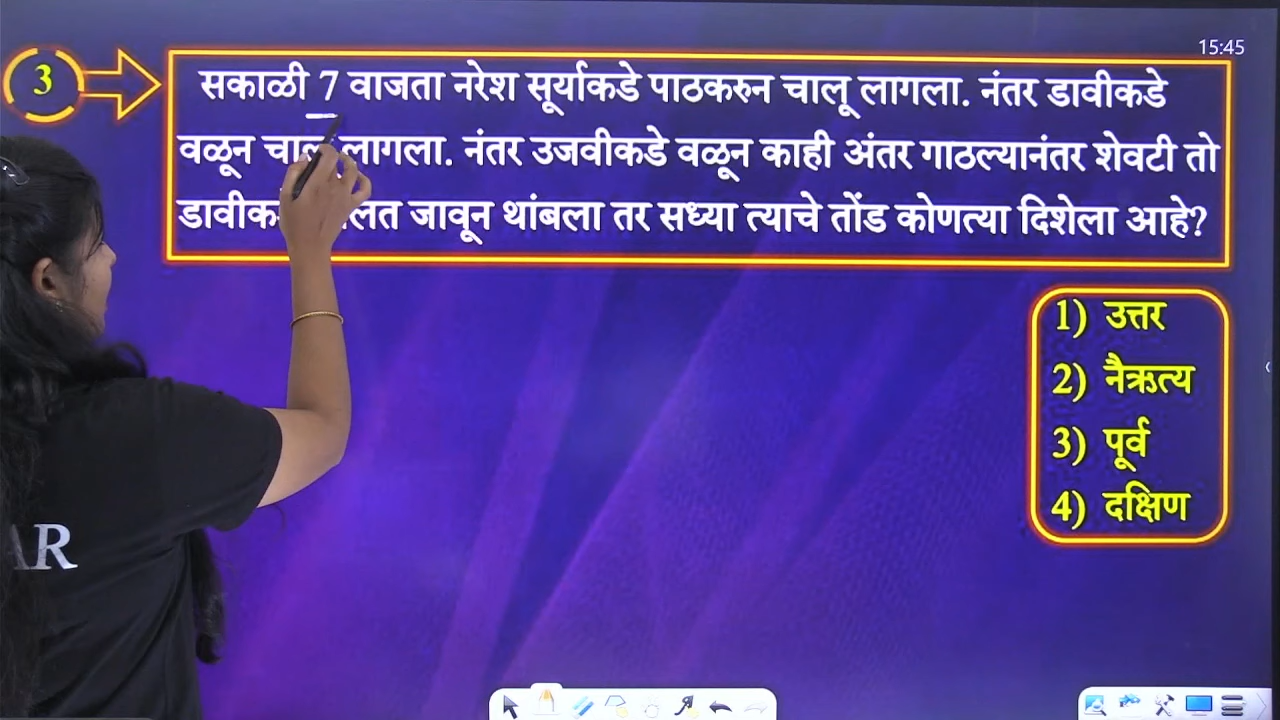 15:45
3
सकाळी 7 वाजता नरेश सूर्याकडे पाठकरुन चालू लागला. नंतर डावीकडे
वळून चालू लागला. नंतर उजवीकडे वळून काही अंतर गाठल्यानंतर शेवटी तो
जावून थांबला तर सध्या त्याचे तोंड कोणत्या दिशेला आहे?
1) उत्तर
2) नैऋत्य
3) पूर्व
4) दक्षिण
AR